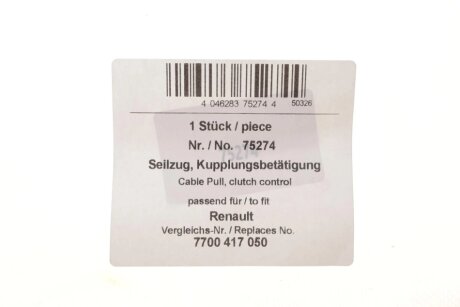 4 046283 75274 4 50326
1 Stück / piece
Nr. / No. 75274
75274
Seilzug, Kupplungsbetätigung
Cable Pull, clutch control
passend für / to fit
Renault
Vergleichs-Nr. / Replaces No.
7700 417 050